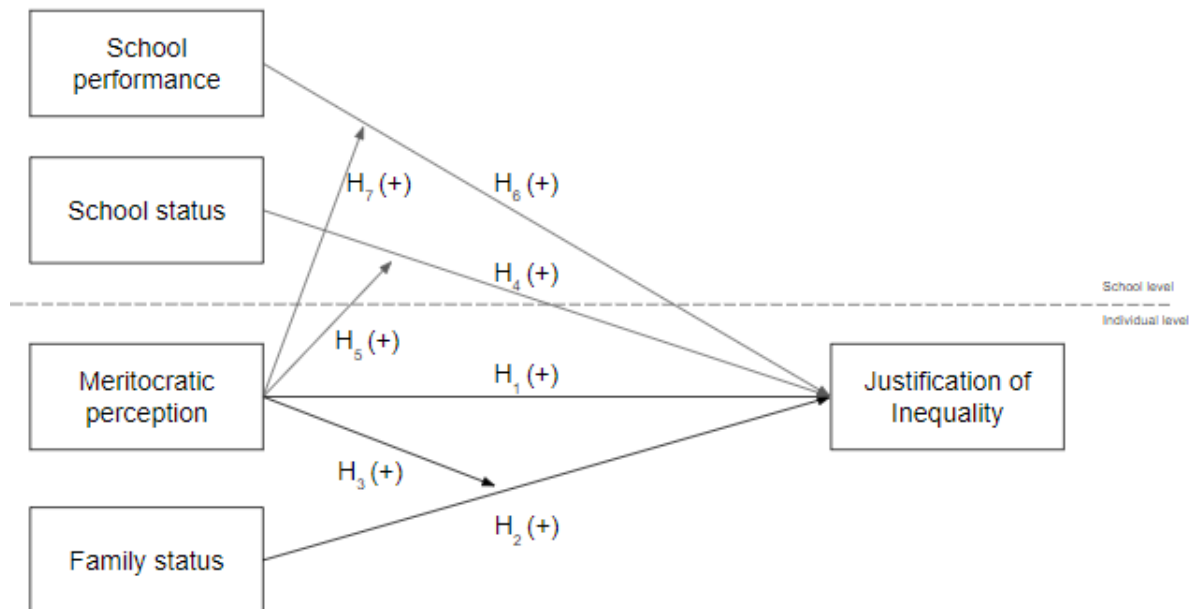 School
performance
H₇ (+)
H₆ (+)
School status
H₄ (+)
School level
Individual level
H₅ (+)
Meritocratic
perception
H₁ (+)
Justification of
Inequality
H₃ (+)
H₂ (+)
Family status